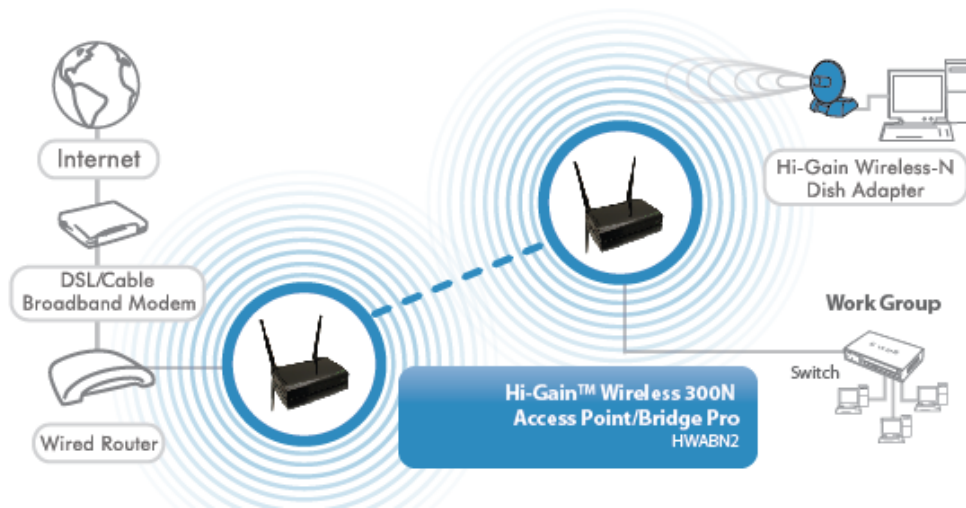 Internet
DSL/Cable
Broadband Modem
Wired Router
Hi-Gain™ Wireless 300N
Access Point/Bridge Pro
HWABN2
Hi-Gain Wireless-N
Dish Adapter
Work Group
Switch